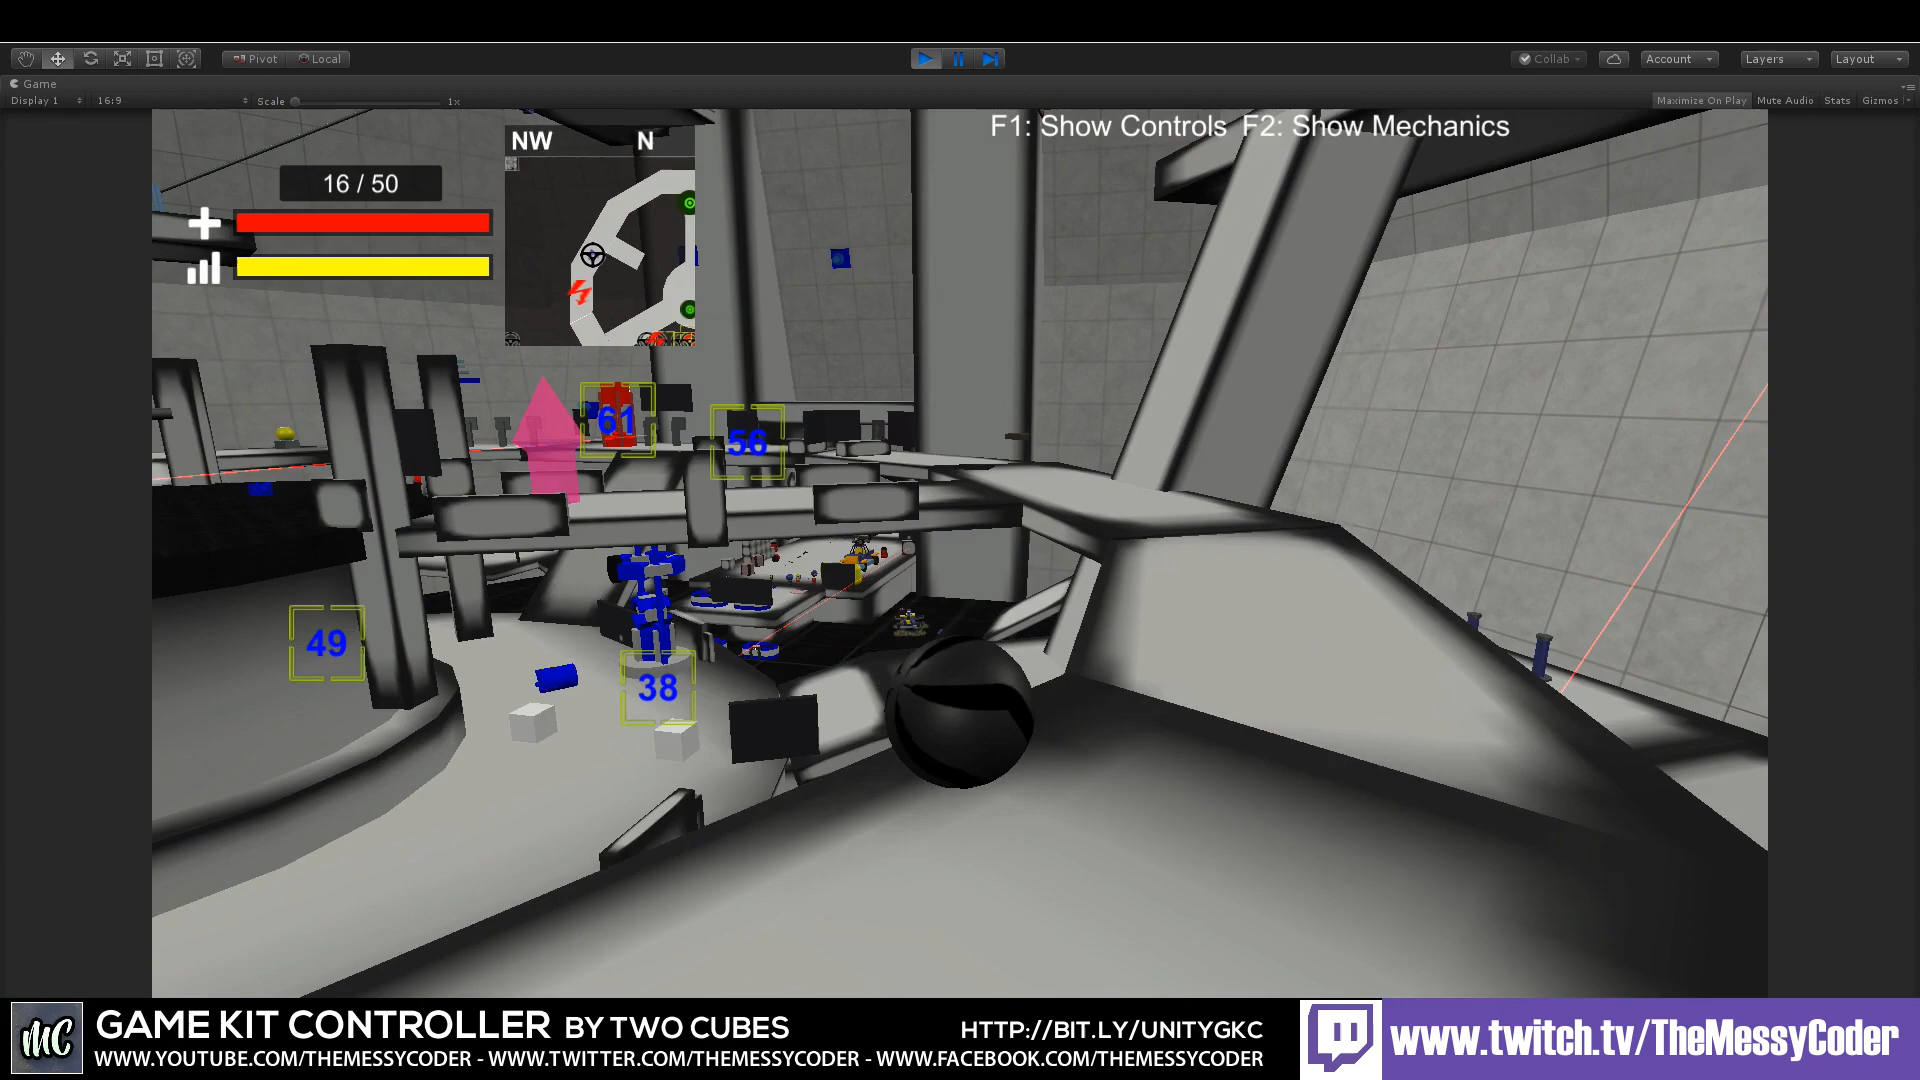 Pivot Local
Collab Account Layers Layout
Game
Display 1 16:9 Scale 1x
Maximize On Play Mute Audio Stats Gizmos
F1: Show Controls F2: Show Mechanics
NW N
16 / 50
61
56
49
38
MC
GAME KIT CONTROLLER BY TWO CUBES
HTTP://BIT.LY/UNITYGKC
WWW.YOUTUBE.COM/THEMESSYCODER - WWW.TWITTER.COM/THEMESSYCODER - WWW.FACEBOOK.COM/THEMESSYCODER
www.twitch.tv/TheMessyCoder